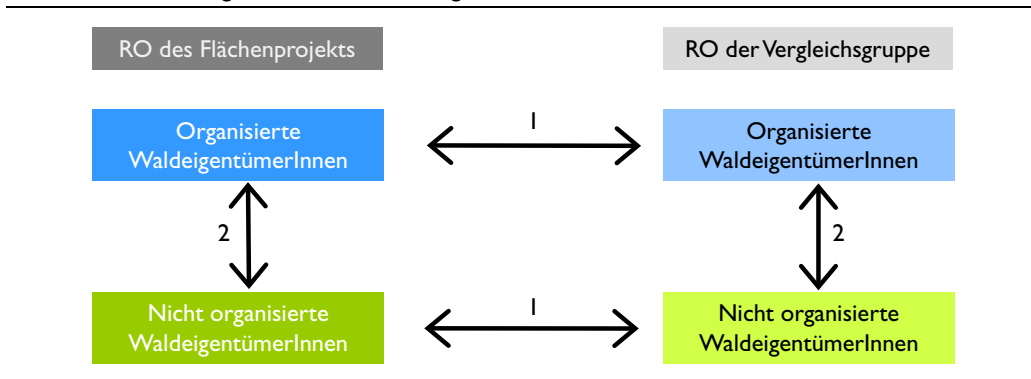 RO des Flächenprojekts
RO der Vergleichsgruppe
Organisierte
WaldeigentümerInnen
1
Organisierte
WaldeigentümerInnen
2
2
Nicht organisierte
WaldeigentümerInnen
1
Nicht organisierte
WaldeigentümerInnen